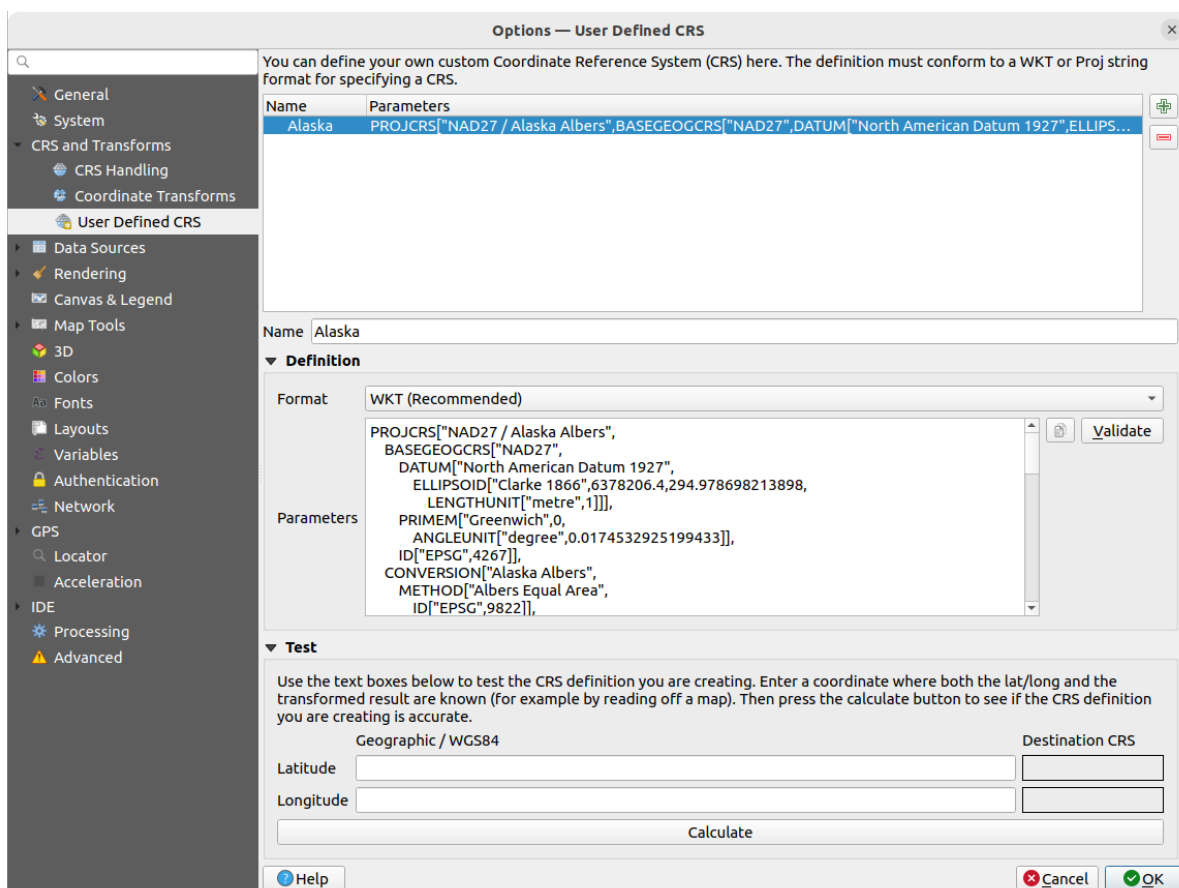 Options — User Defined CRS
General
System
CRS and Transforms
CRS Handling
Coordinate Transforms
User Defined CRS
Data Sources
Rendering
Canvas & Legend
Map Tools
3D
Colors
Aa Fonts
Layouts
ε Variables
Authentication
Network
GPS
Locator
Acceleration
IDE
Processing
Advanced
You can define your own custom Coordinate Reference System (CRS) here. The definition must conform to a WKT or Proj string
format for specifying a CRS.
Name Parameters
Alaska PROJCRS["NAD27 / Alaska Albers",BASEGEOGCRS["NAD27",DATUM["North American Datum 1927",ELLIPS...
Name Alaska
Definition
Format WKT (Recommended)
Parameters
PROJCRS["NAD27 / Alaska Albers",
BASEGEOGCRS["NAD27",
DATUM["North American Datum 1927",
ELLIPSOID["Clarke 1866",6378206.4,294.978698213898,
LENGTHUNIT["metre",1]]],
PRIMEM["Greenwich",0,
ANGLEUNIT["degree",0.0174532925199433]],
ID["EPSG",4267]],
CONVERSION["Alaska Albers",
METHOD["Albers Equal Area",
ID["EPSG",9822]],
Validate
Test
Use the text boxes below to test the CRS definition you are creating. Enter a coordinate where both the lat/long and the
transformed result are known (for example by reading off a map). Then press the calculate button to see if the CRS definition
you are creating is accurate.
Geographic / WGS84 Destination CRS
Latitude
Longitude
Calculate
Help
Cancel
OK